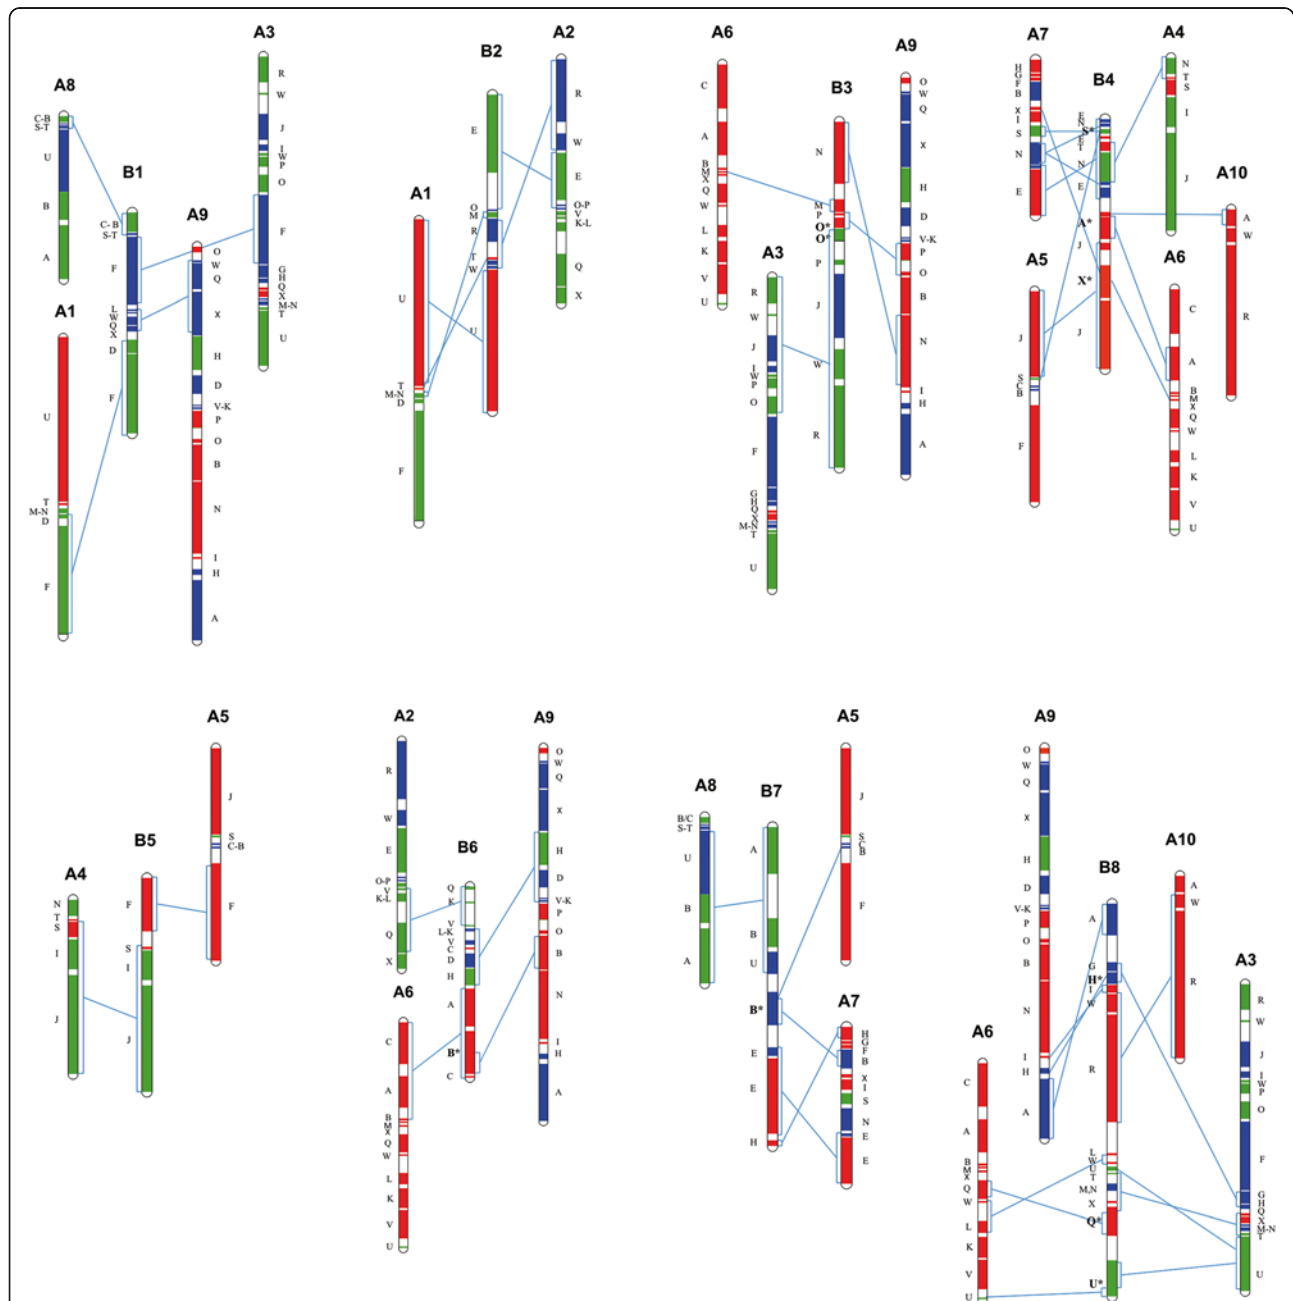 A8
C-B
S-T
U
B
A
A1
U
T
M-N
D
F
B1
C- B
S-T
F
L
W
Q
X
D
F
A9
O
W
Q
X
H
D
V-K
P
O
B
N
I
H
A
A3
R
W
J
I
W
P
O
F
G
H
Q
X
M-N
T
U
A1
U
T
M-N
D
F
B2
E
O
M
R
T
W
U
A2
R
W
E
O-P
V
K-L
Q
X
A6
C
A
B
M
X
Q
W
L
K
V
U
A3
R
W
J
I
W
P
O
F
G
H
Q
X
M-N
T
U
B3
N
M
P
O*
O*
P
J
W
R
A9
O
W
Q
X
H
D
V-K
P
O
B
N
I
H
A
A7
H
G
F
B
X
I
S
N
E
A5
J
S
C
B
F
B4
S*
T
N
E
A*
J
X*
J
A4
N
T
S
I
J
A6
C
A
B
M
X
Q
W
L
K
V
U
A10
A
W
R
A4
N
T
S
I
J
B5
F
S
I
J
A5
J
S
C-B
F
A2
R
W
E
O-P
V
K-L
Q
X
A6
C
A
B
M
X
Q
W
L
K
V
U
B6
Q
K
V
L-K
V
C
D
H
A
B*
C
A9
O
W
Q
X
H
D
V-K
P
O
B
N
I
H
A
A8
B/C
S-T
U
B
A
B7
A
B
U
B*
E
E
H
A5
J
S
C
B
F
A7
H
G
F
B
X
I
S
N
E
E
A9
O
W
Q
X
H
D
V-K
P
O
B
N
I
H
A
A6
C
A
B
M
X
Q
W
L
K
V
U
B8
A
G
H*
I
W
R
L
W
U
T
M,N
X
Q*
U*
A10
A
W
R
A3
R
W
J
I
W
P
O
F
G
H
Q
X
M-N
T
U